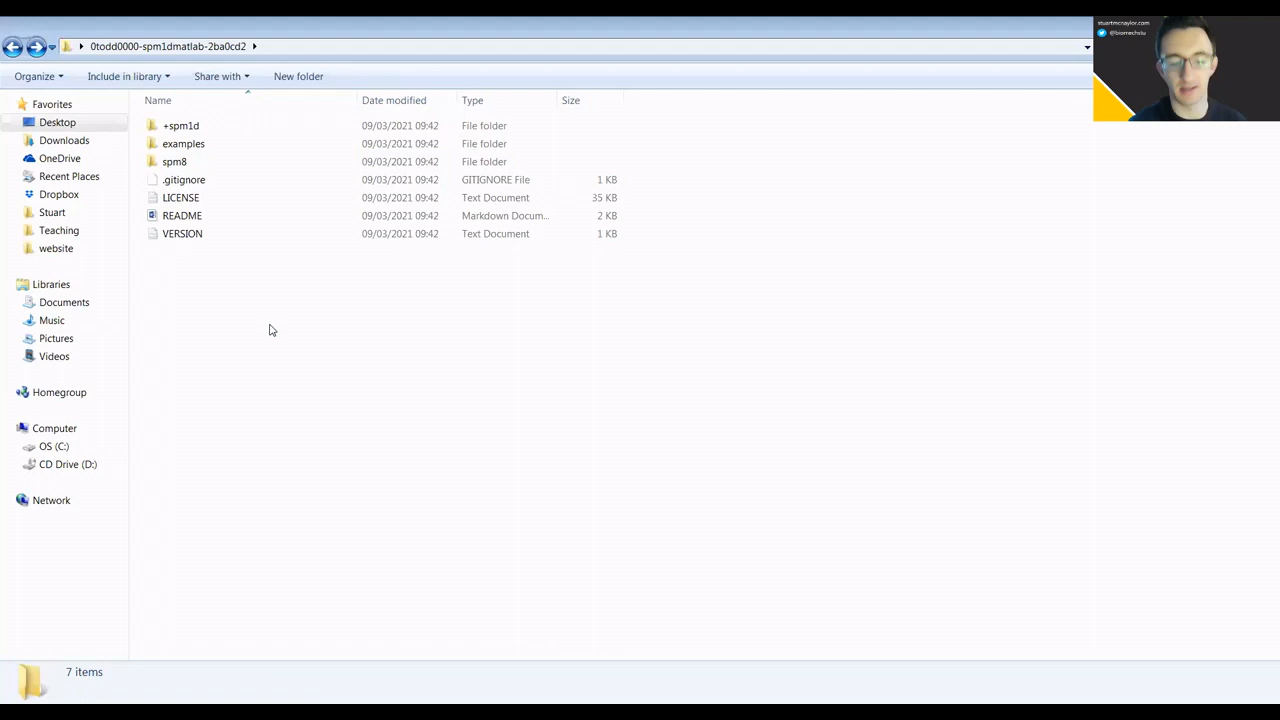 stuartmcnaylor.com
@biomechstu
0todd0000-spm1dmatlab-2ba0cd2
Organize Include in library Share with New folder
Name Date modified Type Size
Favorites
Desktop
Downloads
OneDrive
Recent Places
Dropbox
Stuart
Teaching
website
Libraries
Documents
Music
Pictures
Videos
Homegroup
Computer
OS (C:)
CD Drive (D:)
Network
+spm1d 09/03/2021 09:42 File folder
examples 09/03/2021 09:42 File folder
spm8 09/03/2021 09:42 File folder
.gitignore 09/03/2021 09:42 GITIGNORE File 1 KB
LICENSE 09/03/2021 09:42 Text Document 35 KB
README 09/03/2021 09:42 Markdown Docum... 2 KB
VERSION 09/03/2021 09:42 Text Document 1 KB
7 items